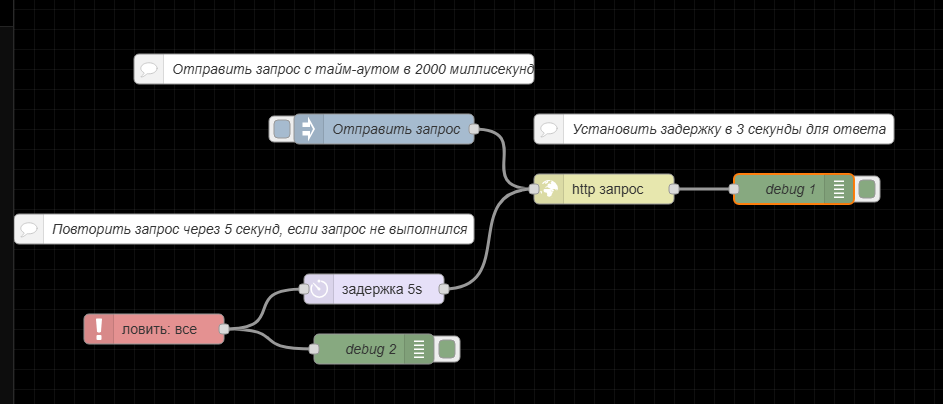 Отправить запрос с тайм-аутом в 2000 миллисекунд
Отправить запрос
Установить задержку в 3 секунды для ответа
http запрос
debug 1
Повторить запрос через 5 секунд, если запрос не выполнился
задержка 5s
ловить: все
debug 2